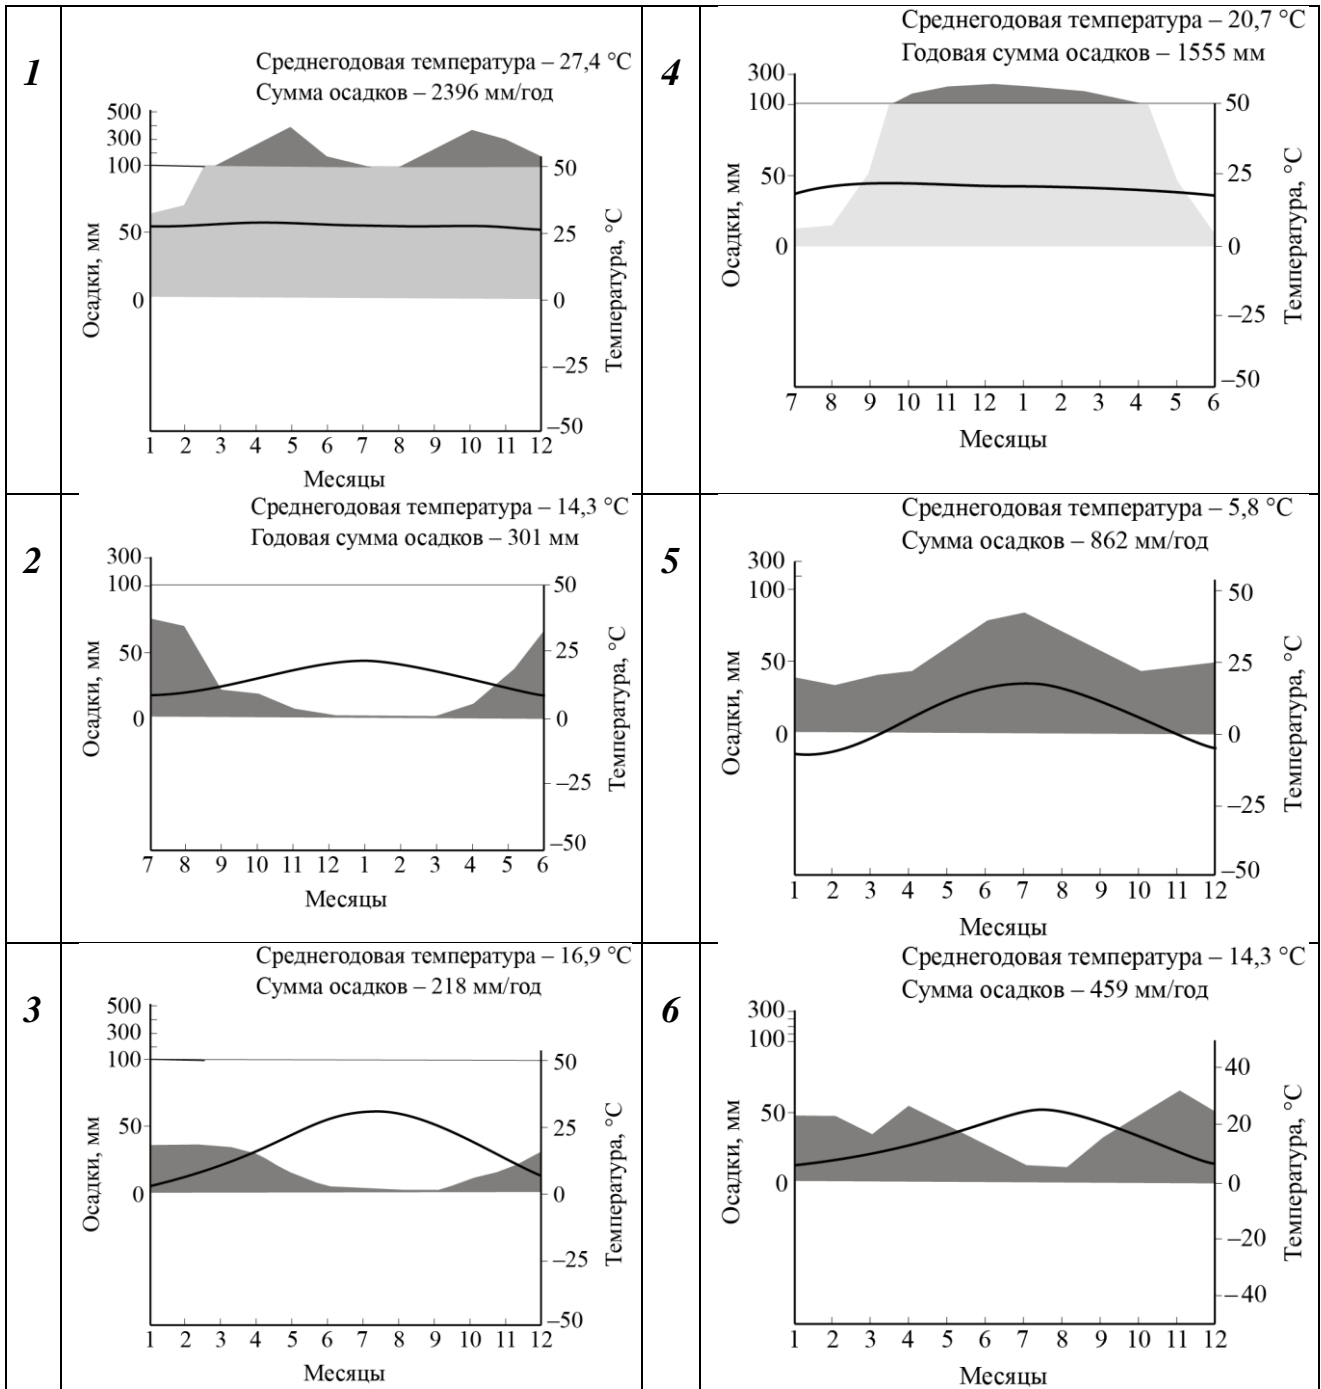 1
Среднегодовая температура – 27,4 °C
Сумма осадков – 2396 мм/год
500
300
100
50
0
Осадки, мм
50
25
0
–25
–50
Температура, °C
1 2 3 4 5 6 7 8 9 10 11 12
Месяцы
4
Среднегодовая температура – 20,7 °C
Годовая сумма осадков – 1555 мм
300
100
50
0
Осадки, мм
50
25
0
–25
–50
Температура, °C
7 8 9 10 11 12 1 2 3 4 5 6
Месяцы
2
Среднегодовая температура – 14,3 °C
Годовая сумма осадков – 301 мм
300
100
50
0
Осадки, мм
50
25
0
–25
–50
Температура, °C
7 8 9 10 11 12 1 2 3 4 5 6
Месяцы
5
Среднегодовая температура – 5,8 °C
Сумма осадков – 862 мм/год
300
100
50
0
Осадки, мм
50
25
0
–25
–50
Температура, °C
1 2 3 4 5 6 7 8 9 10 11 12
Месяцы
3
Среднегодовая температура – 16,9 °C
Сумма осадков – 218 мм/год
500
300
100
50
0
Осадки, мм
50
25
0
–25
–50
Температура, °C
1 2 3 4 5 6 7 8 9 10 11 12
Месяцы
6
Среднегодовая температура – 14,3 °C
Сумма осадков – 459 мм/год
300
100
50
0
Осадки, мм
40
20
0
–20
–40
Температура, °C
1 2 3 4 5 6 7 8 9 10 11 12
Месяцы